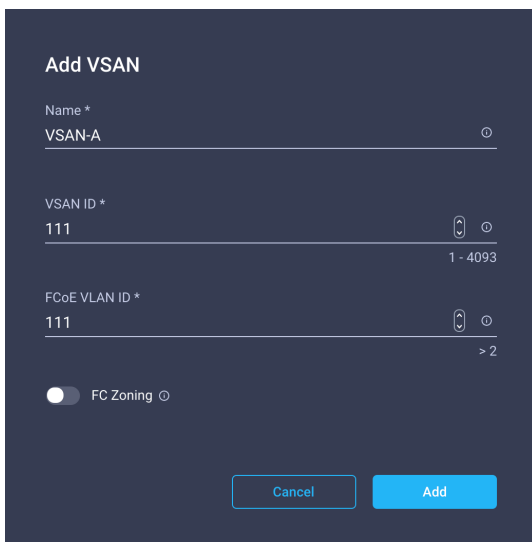 Add VSAN
Name *
VSAN-A
VSAN ID *
111
1 - 4093
FCoE VLAN ID *
111
> 2
FC Zoning
Cancel Add